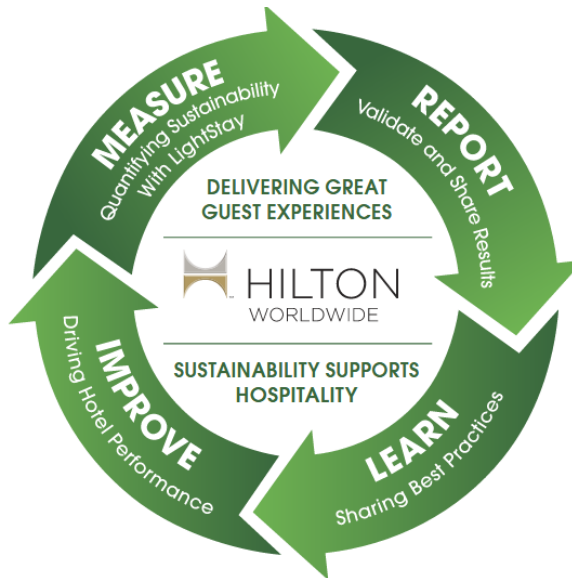 MEASURE
Quantifying Sustainability
With LightStay
REPORT
Validate and Share Results
LEARN
Sharing Best Practices
IMPROVE
Driving Hotel Performance
DELIVERING GREAT
GUEST EXPERIENCES
HILTON
WORLDWIDE
SUSTAINABILITY SUPPORTS
HOSPITALITY